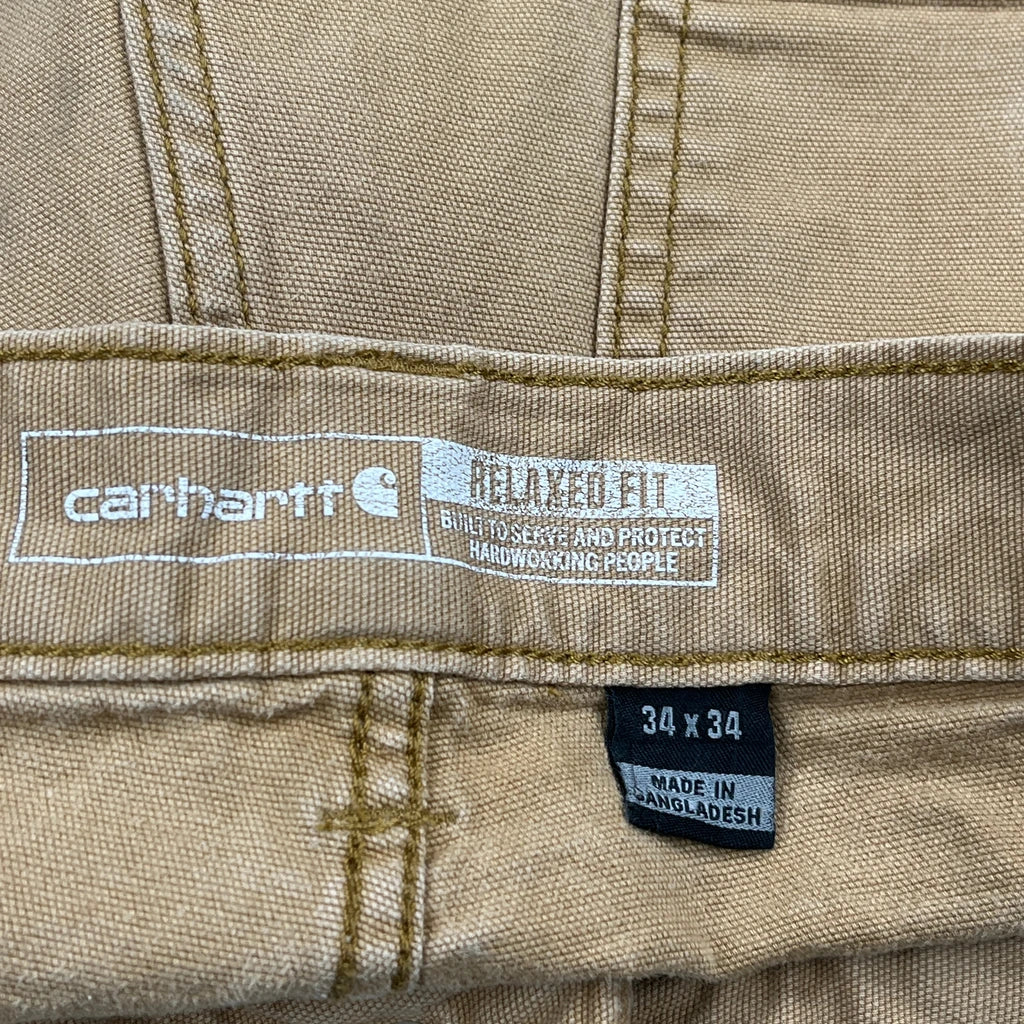 carhartt
RELAXED FIT
BUILT TO SERVE AND PROTECT
HARDWORKING PEOPLE
34 x 34
MADE IN
BANGLADESH